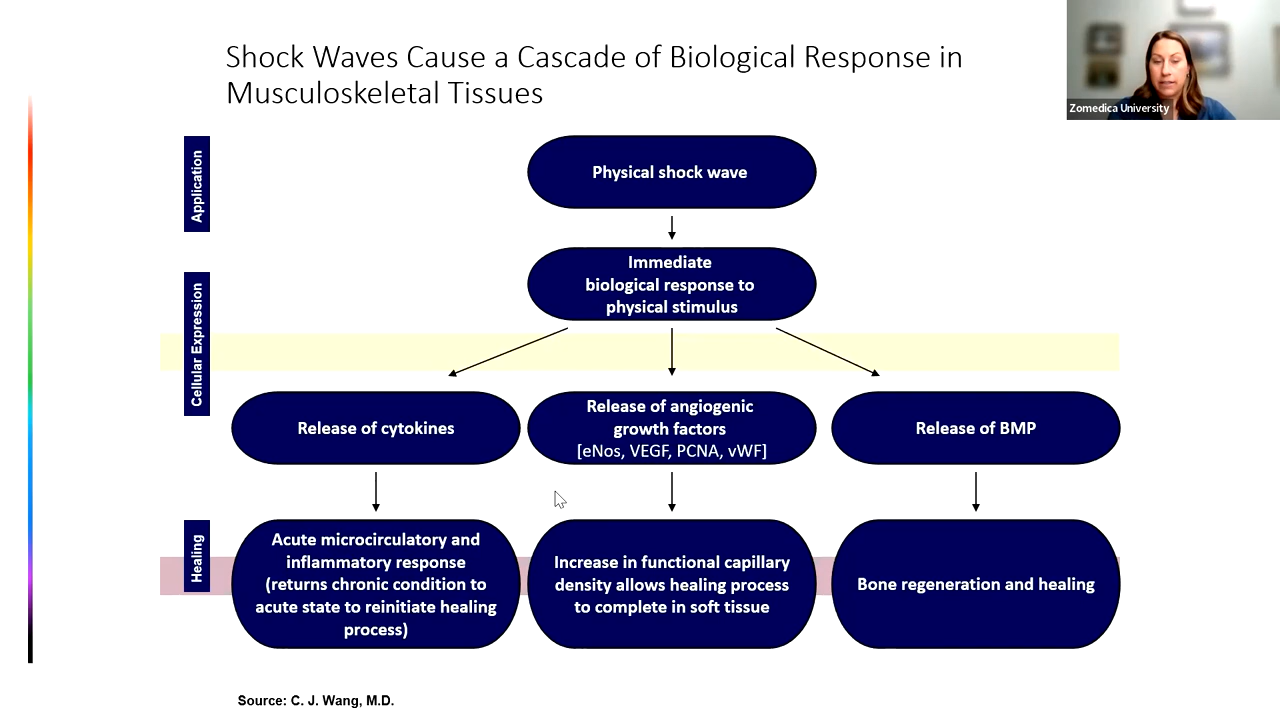 Shock Waves Cause a Cascade of Biological Response in
Musculoskeletal Tissues
Zomedica University
Application
Physical shock wave
Cellular Expression
Immediate
biological response to
physical stimulus
Release of cytokines
Release of angiogenic
growth factors
[eNos, VEGF, PCNA, vWF]
Release of BMP
Healing
Acute microcirculatory and
inflammatory response
(returns chronic condition to
acute state to reinitiate healing
process)
Increase in functional capillary
density allows healing process
to complete in soft tissue
Bone regeneration and healing
Source: C. J. Wang, M.D.